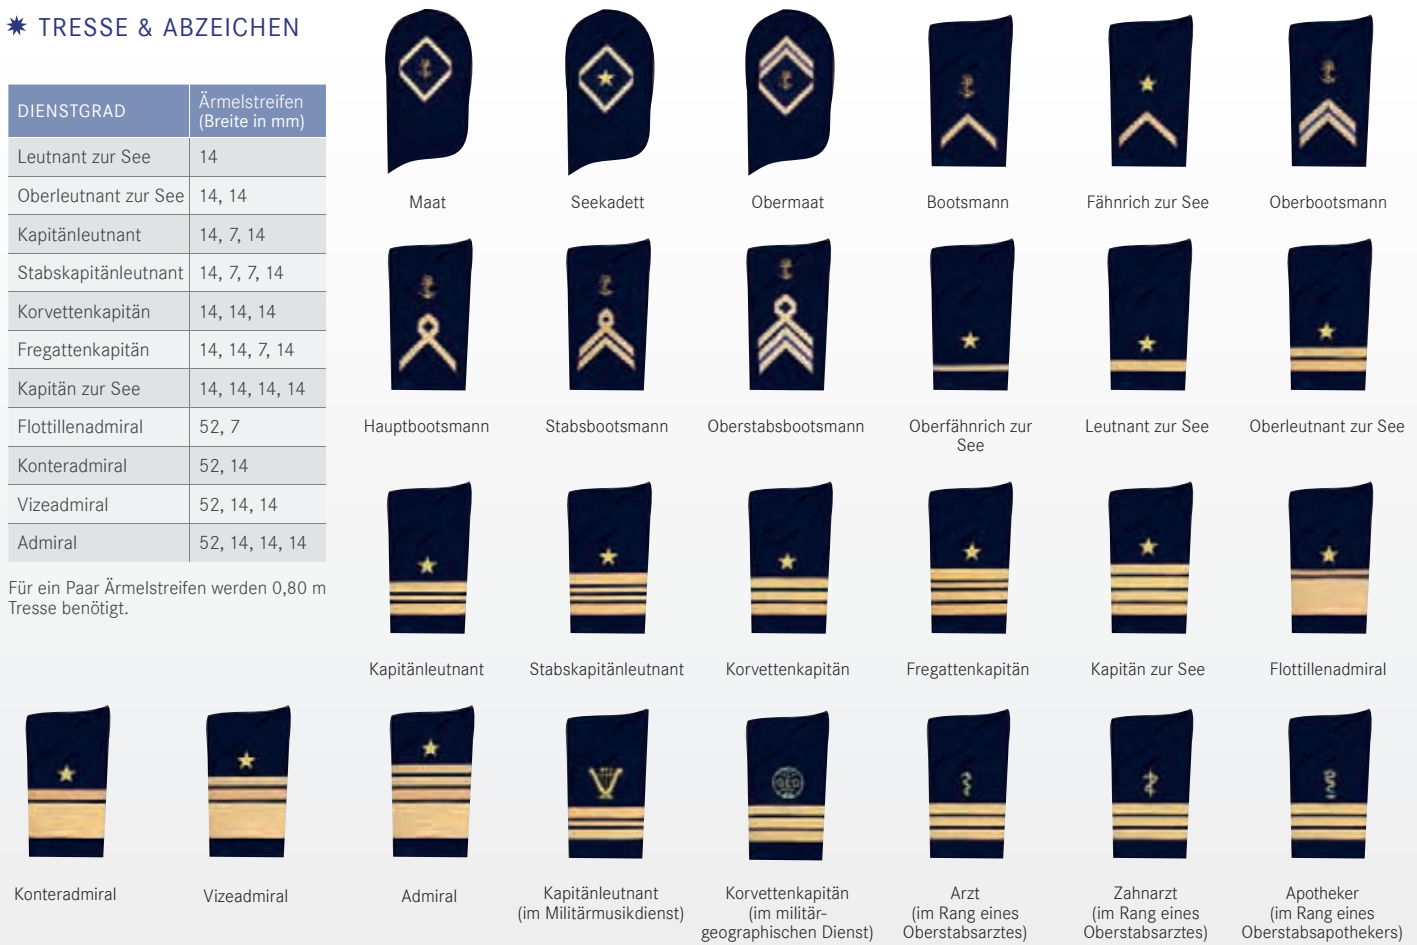 TRESSE & ABZEICHEN
DIENSTGRAD Ärmelstreifen
(Breite in mm)
Leutnant zur See 14
Oberleutnant zur See 14, 14
Kapitänleutnant 14, 7, 14
Stabskapitänleutnant 14, 7, 7, 14
Korvettenkapitän 14, 14, 14
Fregattenkapitän 14, 14, 7, 14
Kapitän zur See 14, 14, 14, 14
Flottillenadmiral 52, 7
Konteradmiral 52, 14
Vizeadmiral 52, 14, 14
Admiral 52, 14, 14, 14
Für ein Paar Ärmelstreifen werden 0,80 m
Tresse benötigt.
Maat
Seekadett
Obermaat
Bootsmann
Fähnrich zur See
Oberbootsmann
Hauptbootsmann
Stabsbootsmann
Oberstabsbootsmann
Oberfähnrich zur
See
Leutnant zur See
Oberleutnant zur See
Kapitänleutnant
Stabskapitänleutnant
Korvettenkapitän
Fregattenkapitän
Kapitän zur See
Flottillenadmiral
Konteradmiral
Vizeadmiral
Admiral
Kapitänleutnant
(im Militärmusikdienst)
GEO
Korvettenkapitän
(im militär-
geographischen Dienst)
Arzt
(im Rang eines
Oberstabsarztes)
Zahnarzt
(im Rang eines
Oberstabsarztes)
Apotheker
(im Rang eines
Oberstabsapothekers)